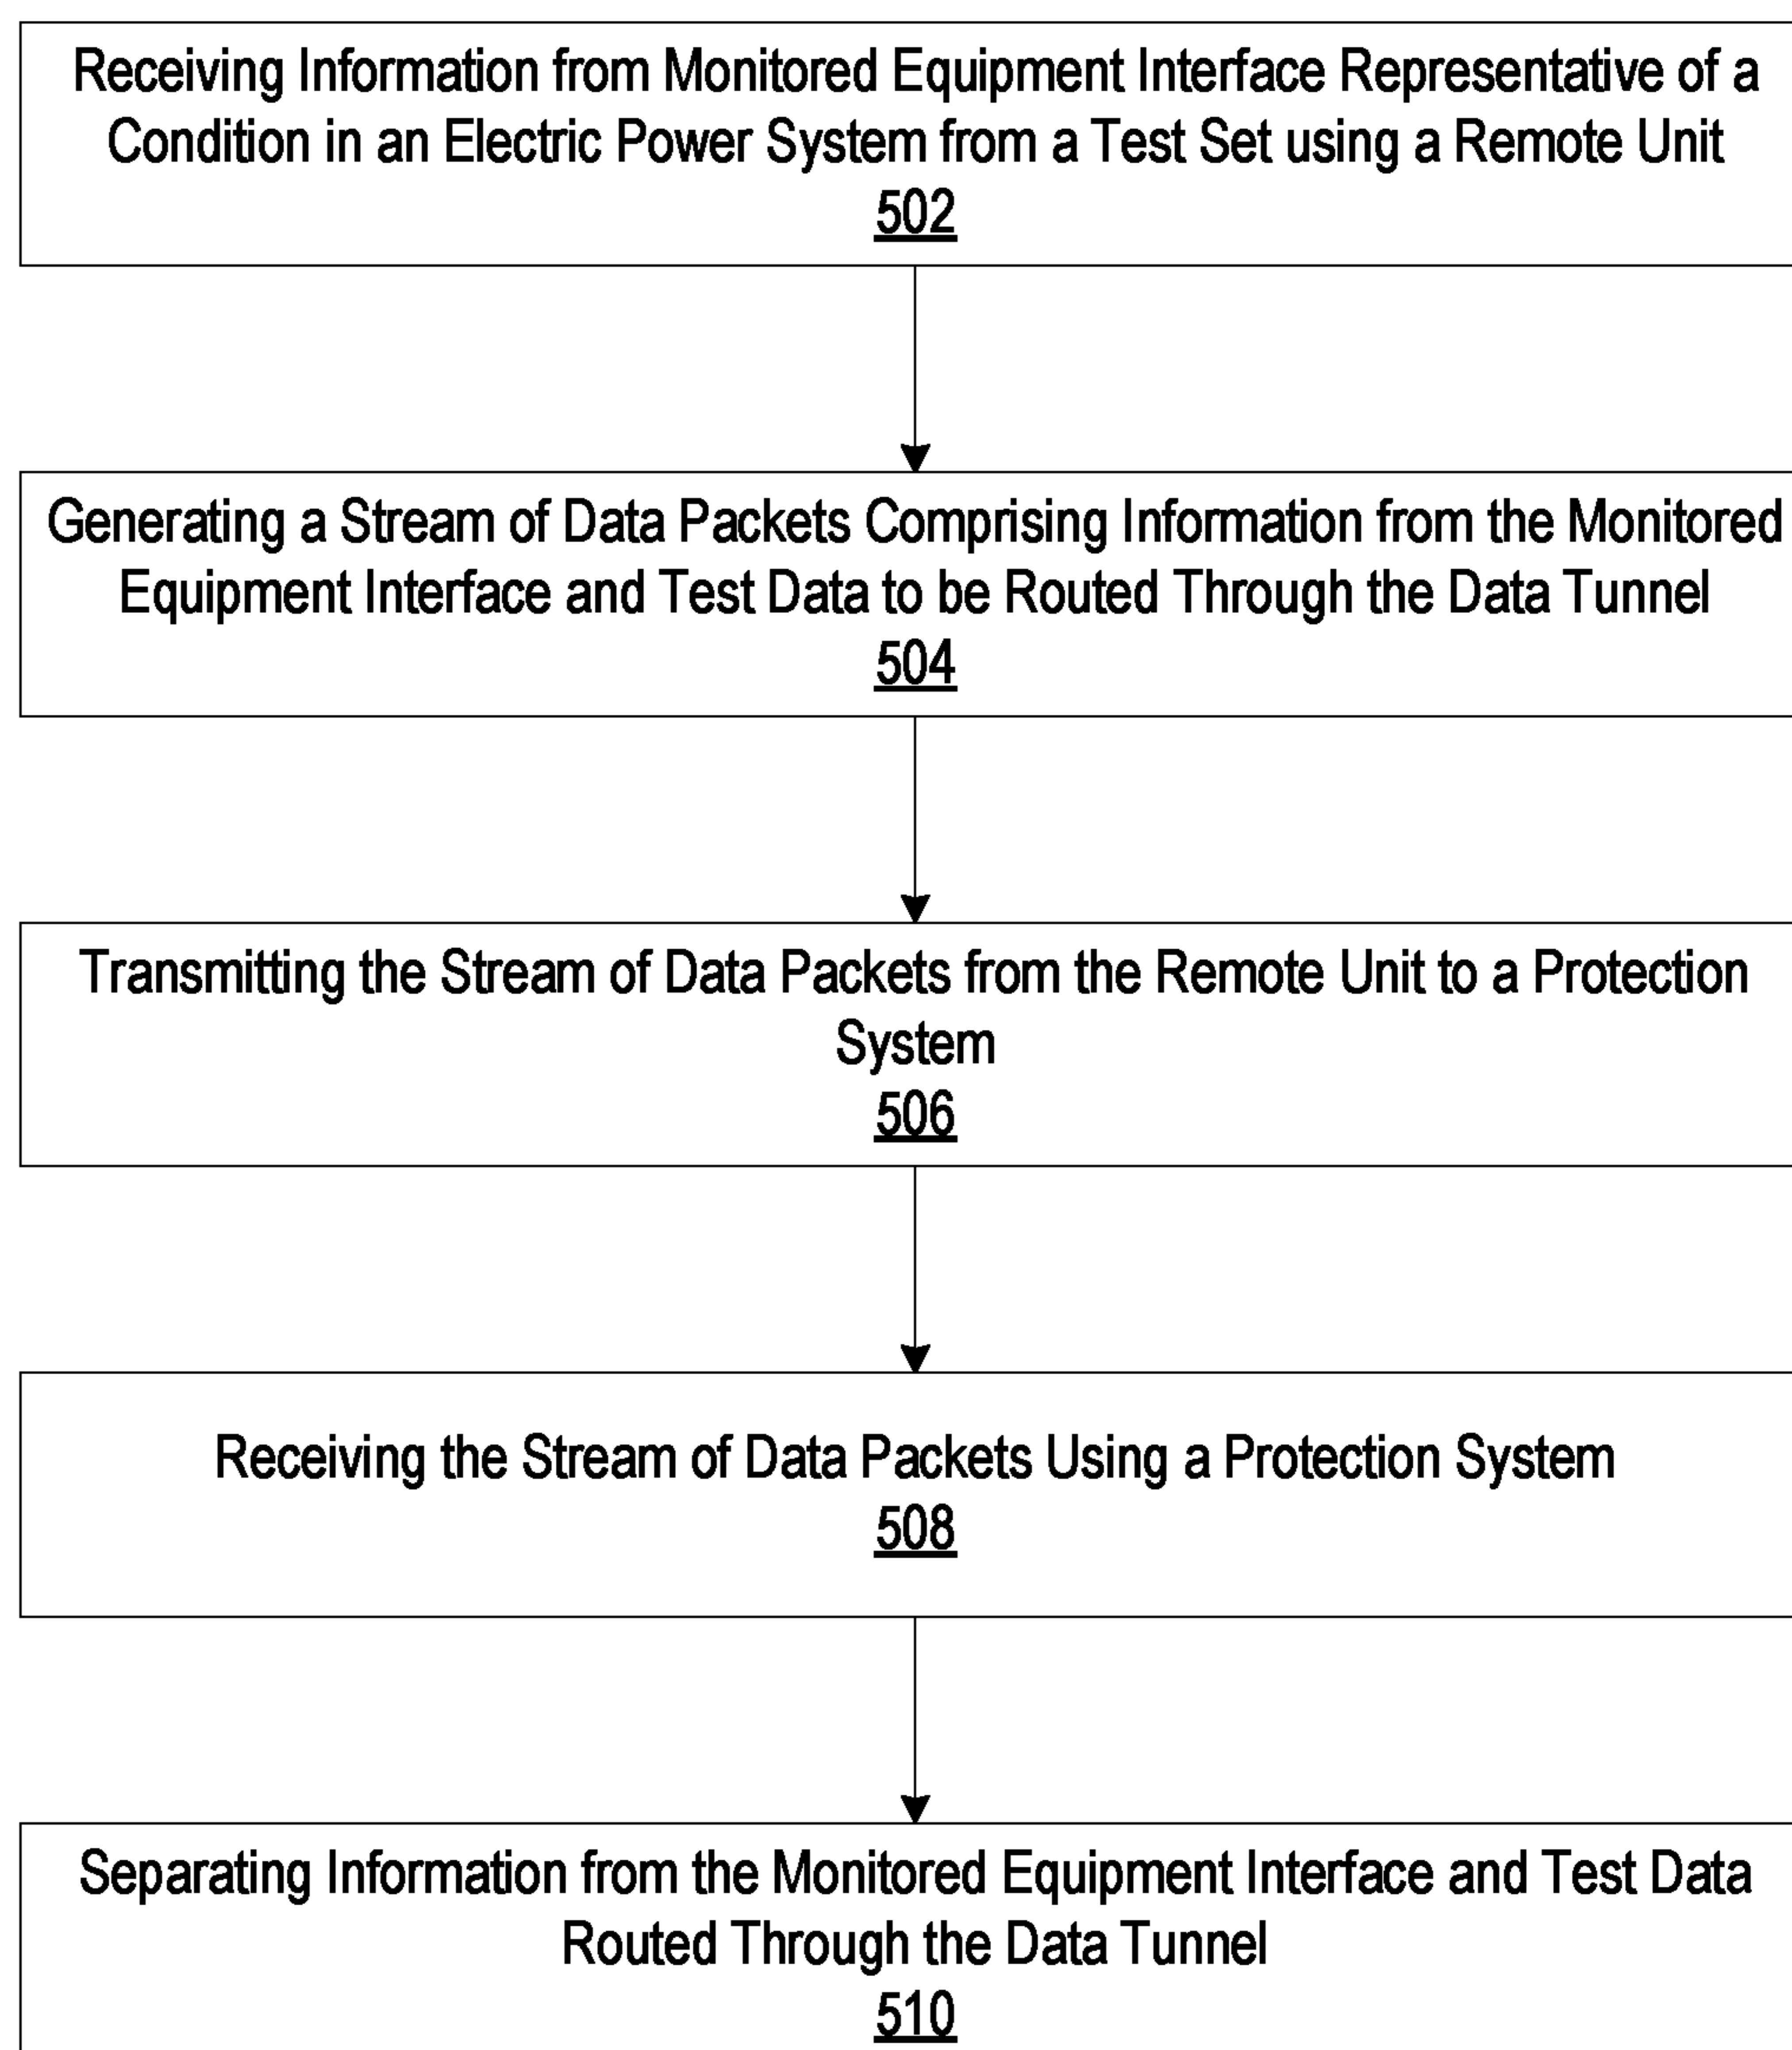 Receiving Information from Monitored Equipment Interface Representative of a
Condition in an Electric Power System from a Test Set using a Remote Unit
502
Generating a Stream of Data Packets Comprising Information from the Monitored
Equipment Interface and Test Data to be Routed Through the Data Tunnel
504
Transmitting the Stream of Data Packets from the Remote Unit to a Protection
System
506
Receiving the Stream of Data Packets Using a Protection System
508
Separating Information from the Monitored Equipment Interface and Test Data
Routed Through the Data Tunnel
510